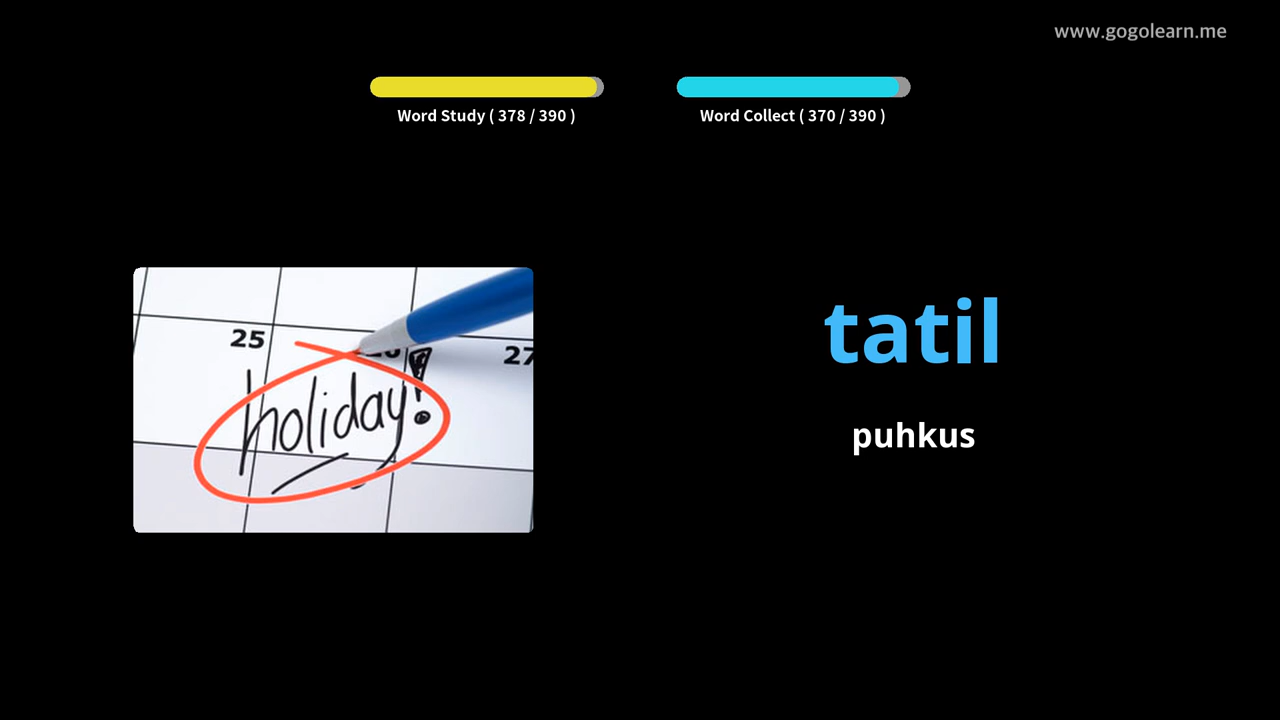 www.gogolearn.me
Word Study ( 378 / 390 )
Word Collect ( 370 / 390 )
25
27
holiday!
tatil
puhkus